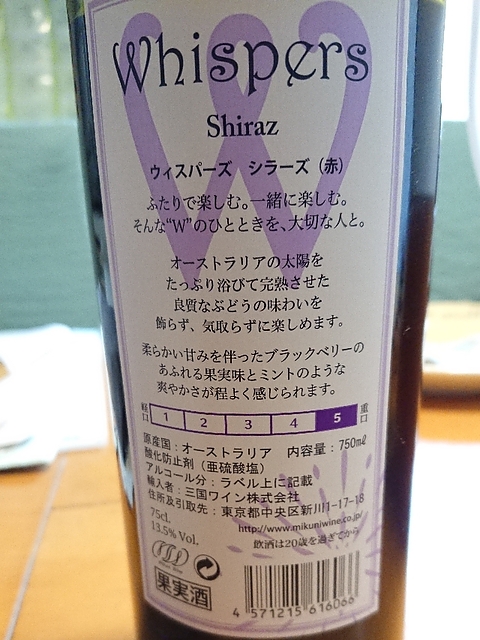 Whispers
Shiraz
ウィスパーズ シラーズ（赤）
ふたりで楽しむ。一緒に楽しむ。
そんな“W”のひとときを、大切な人と。
オーストラリアの太陽を
たっぷり浴びて完熟させた
良質なぶどうの味わいを
飾らず、気取らずに楽しめます。
柔らかい甘みを伴ったブラックベリーの
あふれる果実味とミントのような
爽やかさが程よく感じられます。
軽口 1 2 3 4 5 重口
原産国：オーストラリア 内容量：750㎖
酸化防止剤（亜硫酸塩）
アルコール分：ラベル上に記載
輸入者：三国ワイン株式会社
住所及引取先：東京都中央区新川1-17-18
75cl.
http://www.mikuniwine.co.jp/
13.5% Vol.
飲酒は20歳を過ぎてから
果実酒
4 571215 616066